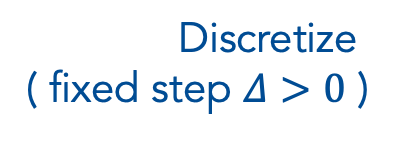 Discretize
( fixed step Δ > 0 )